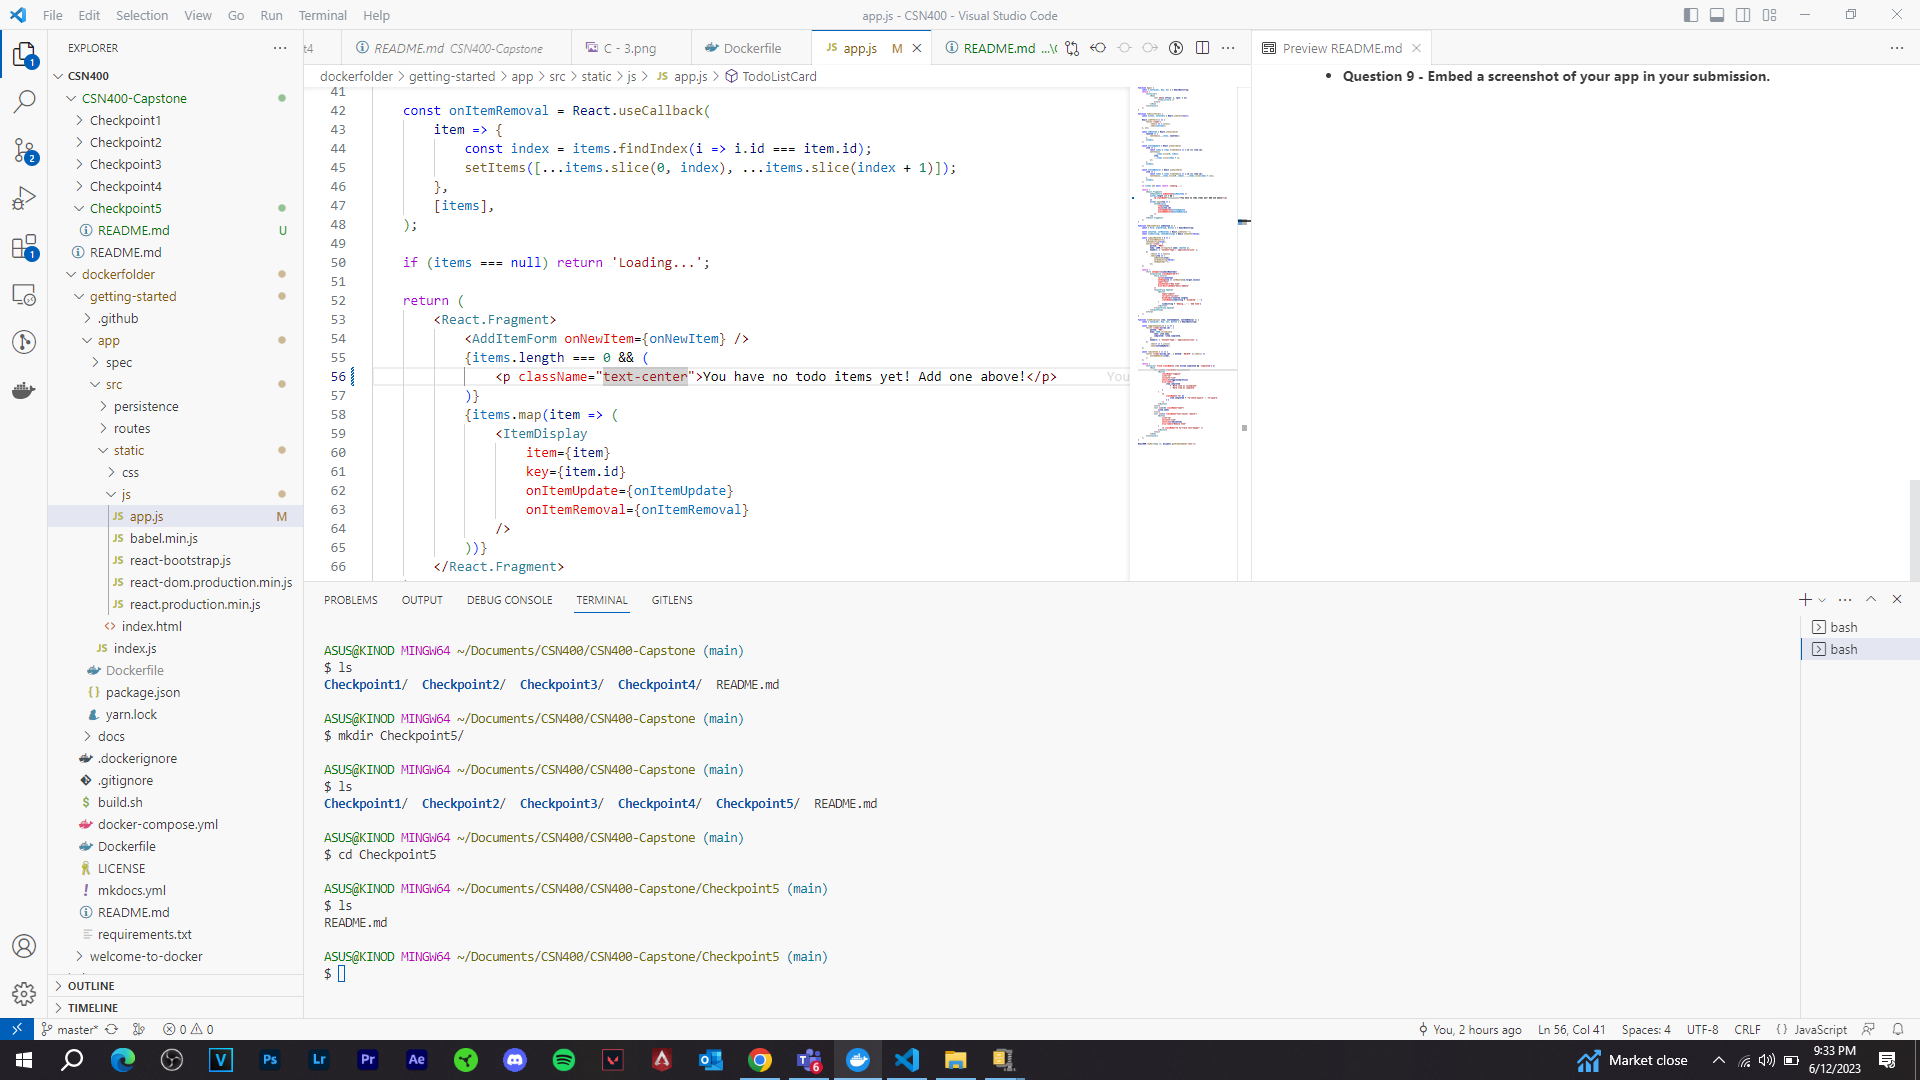 File Edit Selection View Go Run Terminal Help
app.js - CSN400 - Visual Studio Code
EXPLORER
t4
README.md CSN400-Capstone
C - 3.png
Dockerfile
JS app.js M
README.md ...\C
Preview README.md
dockerfolder > getting-started > app > src > static > js > JS app.js > TodoListCard
CSN400
CSN400-Capstone
Checkpoint1
Checkpoint2
Checkpoint3
Checkpoint4
Checkpoint5
README.md U
README.md
dockerfolder
getting-started
.github
app
spec
src
persistence
routes
static
css
js
JS app.js M
JS babel.min.js
JS react-bootstrap.js
JS react-dom.production.min.js
JS react.production.min.js
<> index.html
JS index.js
Dockerfile
{} package.json
yarn.lock
docs
.dockerignore
.gitignore
$ build.sh
docker-compose.yml
Dockerfile
LICENSE
! mkdocs.yml
README.md
requirements.txt
welcome-to-docker
OUTLINE
TIMELINE
41
42 const onItemRemoval = React.useCallback(
43 item => {
44 const index = items.findIndex(i => i.id === item.id);
45 setItems([...items.slice(0, index), ...items.slice(index + 1)]);
46 },
47 [items],
48 );
49
50 if (items === null) return 'Loading...';
51
52 return (
53 <React.Fragment>
54 <AddItemForm onNewItem={onNewItem} />
55 {items.length === 0 && (
56 <p className="text-center">You have no todo items yet! Add one above!</p> You
57 )}
58 {items.map(item => (
59 <ItemDisplay
60 item={item}
61 key={item.id}
62 onItemUpdate={onItemUpdate}
63 onItemRemoval={onItemRemoval}
64 />
65 ))}
66 </React.Fragment>
• Question 9 - Embed a screenshot of your app in your submission.
PROBLEMS OUTPUT DEBUG CONSOLE TERMINAL GITLENS
bash
bash
ASUS@KINOD MINGW64 ~/Documents/CSN400/CSN400-Capstone (main)
$ ls
Checkpoint1/ Checkpoint2/ Checkpoint3/ Checkpoint4/ README.md
ASUS@KINOD MINGW64 ~/Documents/CSN400/CSN400-Capstone (main)
$ mkdir Checkpoint5/
ASUS@KINOD MINGW64 ~/Documents/CSN400/CSN400-Capstone (main)
$ ls
Checkpoint1/ Checkpoint2/ Checkpoint3/ Checkpoint4/ Checkpoint5/ README.md
ASUS@KINOD MINGW64 ~/Documents/CSN400/CSN400-Capstone (main)
$ cd Checkpoint5
ASUS@KINOD MINGW64 ~/Documents/CSN400/CSN400-Capstone/Checkpoint5 (main)
$ ls
README.md
ASUS@KINOD MINGW64 ~/Documents/CSN400/CSN400-Capstone/Checkpoint5 (main)
$
master* 0 0
You, 2 hours ago Ln 56, Col 41 Spaces: 4 UTF-8 CRLF {} JavaScript
V Ps Lr Pr Ae 6
Market close
9:33 PM
6/12/2023